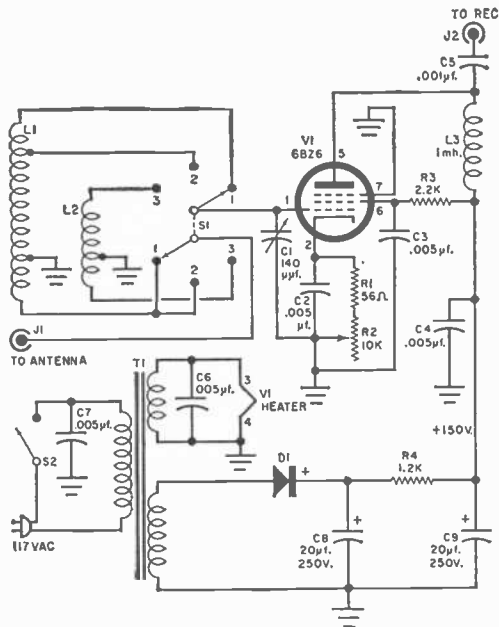 TO REC
J2
C5
.001µf.
L1
V1
6BZ6
5
L3
1mh.
2
7
R3
2.2K
L2
3
1
1
6
S1
C1
140
µµf.
2
C3
.005µf.
1
3
C2
.005
µf.
R1
56Ω
2
R2
10K
C4
.005µf.
J1
TO ANTENNA
T1
C6
.005µf.
3
V1
HEATER
4
C7
.005µf.
+150V.
S2
D1
+
R4
1.2K
117VAC
+
C8
20µf.
250V.
+
C9
20µf.
250V.